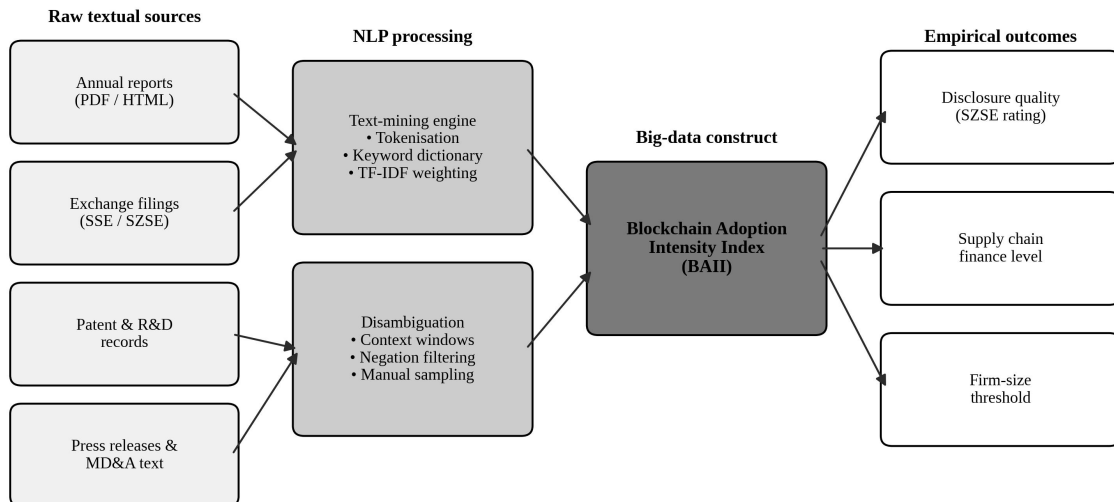 Raw textual sources
Annual reports
(PDF / HTML)
Exchange filings
(SSE / SZSE)
Patent & R&D
records
Press releases &
MD&A text
NLP processing
Text-mining engine
• Tokenisation
• Keyword dictionary
• TF-IDF weighting
Disambiguation
• Context windows
• Negation filtering
• Manual sampling
Big-data construct
Blockchain Adoption
Intensity Index
(BAII)
Empirical outcomes
Disclosure quality
(SZSE rating)
Supply chain
finance level
Firm-size
threshold